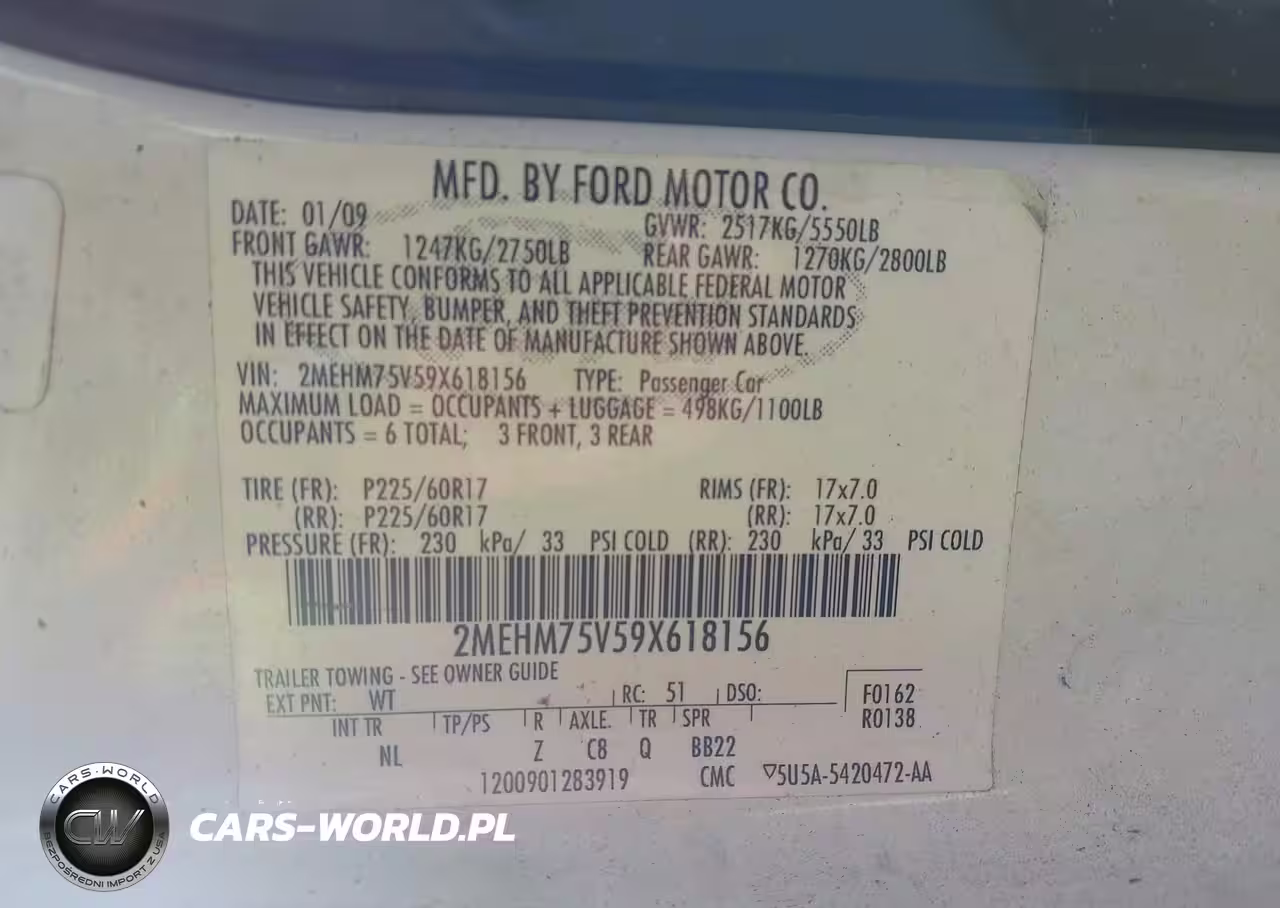 MFD. BY FORD MOTOR CO.
DATE: 01/09 GVWR: 2517KG/5550LB
FRONT GAWR: 1247KG/2750LB REAR GAWR: 1270KG/2800LB
THIS VEHICLE CONFORMS TO ALL APPLICABLE FEDERAL MOTOR
VEHICLE SAFETY, BUMPER, AND THEFT PREVENTION STANDARDS
IN EFFECT ON THE DATE OF MANUFACTURE SHOWN ABOVE.
VIN: 2MEHM75V59X618156 TYPE: Passenger Car
MAXIMUM LOAD = OCCUPANTS + LUGGAGE = 498KG/1100LB
OCCUPANTS = 6 TOTAL; 3 FRONT, 3 REAR
TIRE (FR): P225/60R17 RIMS (FR): 17x7.0
(RR): P225/60R17 (RR): 17x7.0
PRESSURE (FR): 230 kPa/ 33 PSI COLD (RR): 230 kPa/ 33 PSI COLD
2MEHM75V59X618156
TRAILER TOWING - SEE OWNER GUIDE
EXT PNT: WT RC: 51 DSO: F0162
INT TR TP/PS R AXLE. TR SPR R0138
NL Z C8 Q BB22
1200901283919 CMC ▽5U5A-5420472-AA
CARS-WORLD
CW
BEZPOŚREDNI IMPORT Z USA
CARS-WORLD.PL